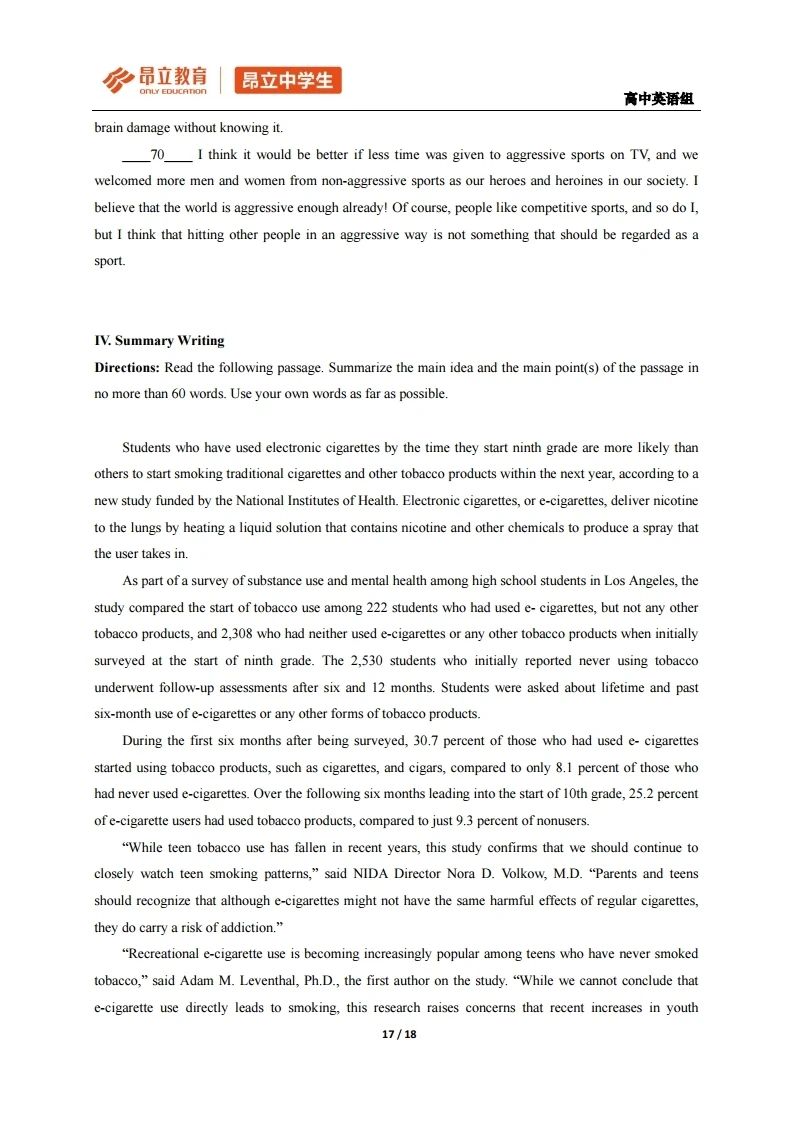 昂立教育
ONLY EDUCATION
昂立中学生
高中英语组
brain damage without knowing it.
____70____ I think it would be better if less time was given to aggressive sports on TV, and we
welcomed more men and women from non-aggressive sports as our heroes and heroines in our society. I
believe that the world is aggressive enough already! Of course, people like competitive sports, and so do I,
but I think that hitting other people in an aggressive way is not something that should be regarded as a
sport.
IV. Summary Writing
Directions: Read the following passage. Summarize the main idea and the main point(s) of the passage in
no more than 60 words. Use your own words as far as possible.
Students who have used electronic cigarettes by the time they start ninth grade are more likely than
others to start smoking traditional cigarettes and other tobacco products within the next year, according to a
new study funded by the National Institutes of Health. Electronic cigarettes, or e-cigarettes, deliver nicotine
to the lungs by heating a liquid solution that contains nicotine and other chemicals to produce a spray that
the user takes in.
As part of a survey of substance use and mental health among high school students in Los Angeles, the
study compared the start of tobacco use among 222 students who had used e- cigarettes, but not any other
tobacco products, and 2,308 who had neither used e-cigarettes or any other tobacco products when initially
surveyed at the start of ninth grade. The 2,530 students who initially reported never using tobacco
underwent follow-up assessments after six and 12 months. Students were asked about lifetime and past
six-month use of e-cigarettes or any other forms of tobacco products.
During the first six months after being surveyed, 30.7 percent of those who had used e- cigarettes
started using tobacco products, such as cigarettes, and cigars, compared to only 8.1 percent of those who
had never used e-cigarettes. Over the following six months leading into the start of 10th grade, 25.2 percent
of e-cigarette users had used tobacco products, compared to just 9.3 percent of nonusers.
“While teen tobacco use has fallen in recent years, this study confirms that we should continue to
closely watch teen smoking patterns,” said NIDA Director Nora D. Volkow, M.D. “Parents and teens
should recognize that although e-cigarettes might not have the same harmful effects of regular cigarettes,
they do carry a risk of addiction.”
“Recreational e-cigarette use is becoming increasingly popular among teens who have never smoked
tobacco,” said Adam M. Leventhal, Ph.D., the first author on the study. “While we cannot conclude that
e-cigarette use directly leads to smoking, this research raises concerns that recent increases in youth
17 / 18